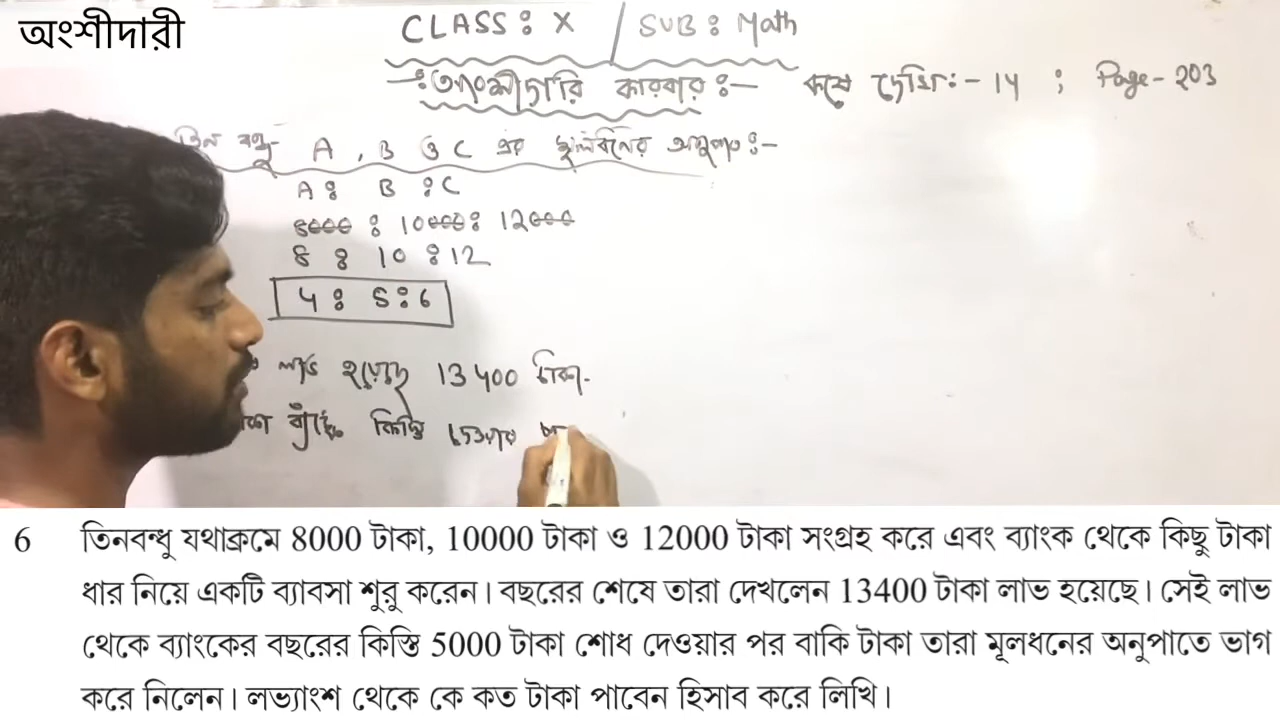 অংশীদারী
CLASS : X / SUB : Math
:অংশীদারি কারবার :- কষে দেখি :- 14 ; Page - 203
তিন বন্ধু A , B ও C এর মূলধনের অনুপাত :-
A : B : C
8000 : 10000 : 12000
8 : 10 : 12
4 : 5 : 6
লাভ হয়েছে 13400 টাকা.
ব্যাঙ্কে কিস্তি দেওয়ার
6 তিনবন্ধু যথাক্রমে 8000 টাকা, 10000 টাকা ও 12000 টাকা সংগ্রহ করে এবং ব্যাংক থেকে কিছু টাকা
ধার নিয়ে একটি ব্যাবসা শুরু করেন। বছরের শেষে তারা দেখলেন 13400 টাকা লাভ হয়েছে। সেই লাভ
থেকে ব্যাংকের বছরের কিস্তি 5000 টাকা শোধ দেওয়ার পর বাকি টাকা তারা মূলধনের অনুপাতে ভাগ
করে নিলেন। লভ্যাংশ থেকে কে কত টাকা পাবেন হিসাব করে লিখি।